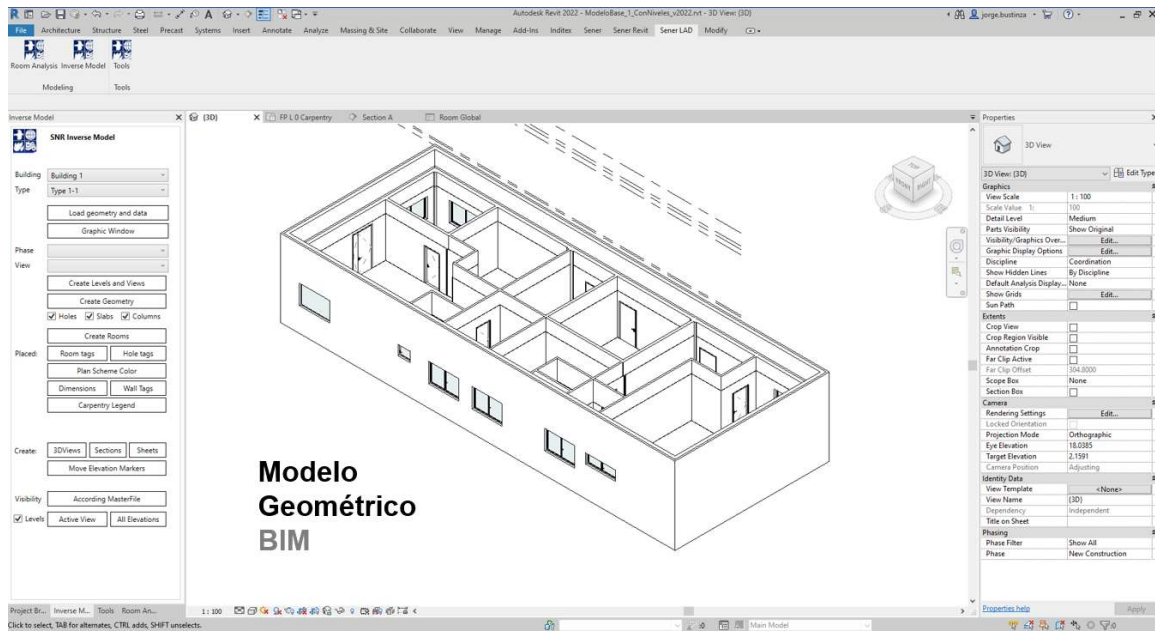 Autodesk Revit 2022 - ModeloBase_1_ConNiveles_v2022.rvt - 3D View: {3D}
jorge.bustinza
File Architecture Structure Steel Precast Systems Insert Annotate Analyze Massing & Site Collaborate View Manage Add-Ins Inditex Sener Sener Revit Sener LAD Modify
Room Analysis Inverse Model Tools
Modeling Tools
Inverse Model
{3D} FP L 0 Carpentry Section A Room Global
Properties
SNR Inverse Model
Building Building 1
Type Type 1-1
Load geometry and data
Graphic Window
Phase
View
Create Levels and Views
Create Geometry
Holes Slabs Columns
Create Rooms
Placed: Room tags Hole tags
Plan Scheme Color
Dimensions Wall Tags
Carpentry Legend
Create: 3DViews Sections Sheets
Move Elevation Markers
Visibility According MasterFile
Levels Active View All Elevations
Project Br... Inverse M... Tools Room An...
TOP
FRONT RIGHT
Modelo
Geométrico
BIM
3D View
3D View: {3D} Edit Type
Graphics
View Scale 1 : 100
Scale Value 1: 100
Detail Level Medium
Parts Visibility Show Original
Visibility/Graphics Over... Edit...
Graphic Display Options Edit...
Discipline Coordination
Show Hidden Lines By Discipline
Default Analysis Display... None
Show Grids Edit...
Sun Path
Extents
Crop View
Crop Region Visible
Annotation Crop
Far Clip Active
Far Clip Offset 304.8000
Scope Box None
Section Box
Camera
Rendering Settings Edit...
Locked Orientation
Projection Mode Orthographic
Eye Elevation 18.0385
Target Elevation 2.1591
Camera Position Adjusting
Identity Data
View Template <None>
View Name {3D}
Dependency Independent
Title on Sheet
Phasing
Phase Filter Show All
Phase New Construction
Properties help Apply
1 : 100
Click to select, TAB for alternates, CTRL adds, SHIFT unselects.
:0 Main Model
:0